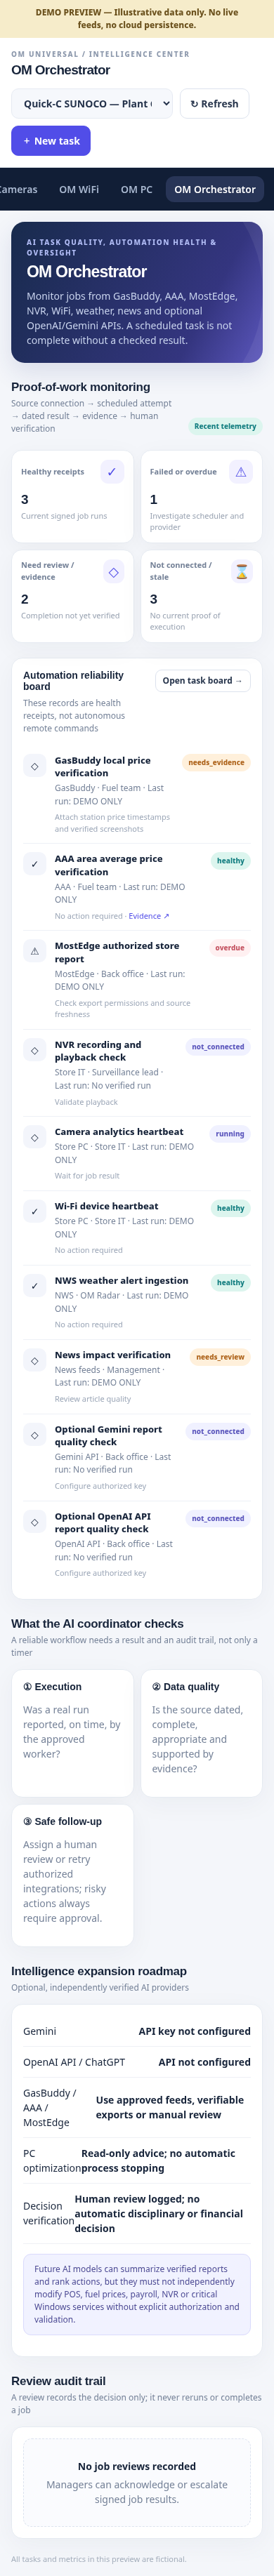 DEMO PREVIEW — Illustrative data only. No live
feeds, no cloud persistence.
OM UNIVERSAL / INTELLIGENCE CENTER
OM Orchestrator
Quick-C SUNOCO — Plant
↻ Refresh
＋ New task
Cameras OM WiFi OM PC OM Orchestrator
AI TASK QUALITY, AUTOMATION HEALTH &
OVERSIGHT
OM Orchestrator
Monitor jobs from GasBuddy, AAA, MostEdge,
NVR, WiFi, weather, news and optional
OpenAI/Gemini APIs. A scheduled task is not
complete without a checked result.
Proof-of-work monitoring
Source connection → scheduled attempt
→ dated result → evidence → human
verification
Recent telemetry
Healthy receipts
✓
3
Current signed job runs
Failed or overdue
⚠
1
Investigate scheduler and
provider
Need review /
evidence
◇
2
Completion not yet verified
Not connected /
stale
⌛
3
No current proof of
execution
Automation reliability
board
These records are health
receipts, not autonomous
remote commands
Open task board →
◇
GasBuddy local price
verification
GasBuddy · Fuel team · Last
run: DEMO ONLY
Attach station price timestamps
and verified screenshots
needs_evidence
✓
AAA area average price
verification
AAA · Fuel team · Last run: DEMO
ONLY
No action required · Evidence ↗
healthy
⚠
MostEdge authorized store
report
MostEdge · Back office · Last run:
DEMO ONLY
Check export permissions and source
freshness
overdue
◇
NVR recording and
playback check
Store IT · Surveillance lead ·
Last run: No verified run
Validate playback
not_connected
◇
Camera analytics heartbeat
Store PC · Store IT · Last run: DEMO
ONLY
Wait for job result
running
✓
Wi-Fi device heartbeat
Store PC · Store IT · Last run: DEMO
ONLY
No action required
healthy
✓
NWS weather alert ingestion
NWS · OM Radar · Last run: DEMO
ONLY
No action required
healthy
◇
News impact verification
News feeds · Management ·
Last run: DEMO ONLY
Review article quality
needs_review
◇
Optional Gemini report
quality check
Gemini API · Back office · Last
run: No verified run
Configure authorized key
not_connected
◇
Optional OpenAI API
report quality check
OpenAI API · Back office · Last
run: No verified run
Configure authorized key
not_connected
What the AI coordinator checks
A reliable workflow needs a result and an audit trail, not only a
timer
① Execution
Was a real run
reported, on time, by
the approved
worker?
② Data quality
Is the source dated,
complete,
appropriate and
supported by
evidence?
③ Safe follow-up
Assign a human
review or retry
authorized
integrations; risky
actions always
require approval.
Intelligence expansion roadmap
Optional, independently verified AI providers
Gemini
API key not configured
OpenAI API / ChatGPT
API not configured
GasBuddy /
AAA /
MostEdge
Use approved feeds, verifiable
exports or manual review
PC
optimization
Read-only advice; no automatic
process stopping
Decision
verification
Human review logged; no
automatic disciplinary or financial
decision
Future AI models can summarize verified reports
and rank actions, but they must not independently
modify POS, fuel prices, payroll, NVR or critical
Windows services without explicit authorization and
validation.
Review audit trail
A review records the decision only; it never reruns or completes
a job
No job reviews recorded
Managers can acknowledge or escalate
signed job results.
All tasks and metrics in this preview are fictional.